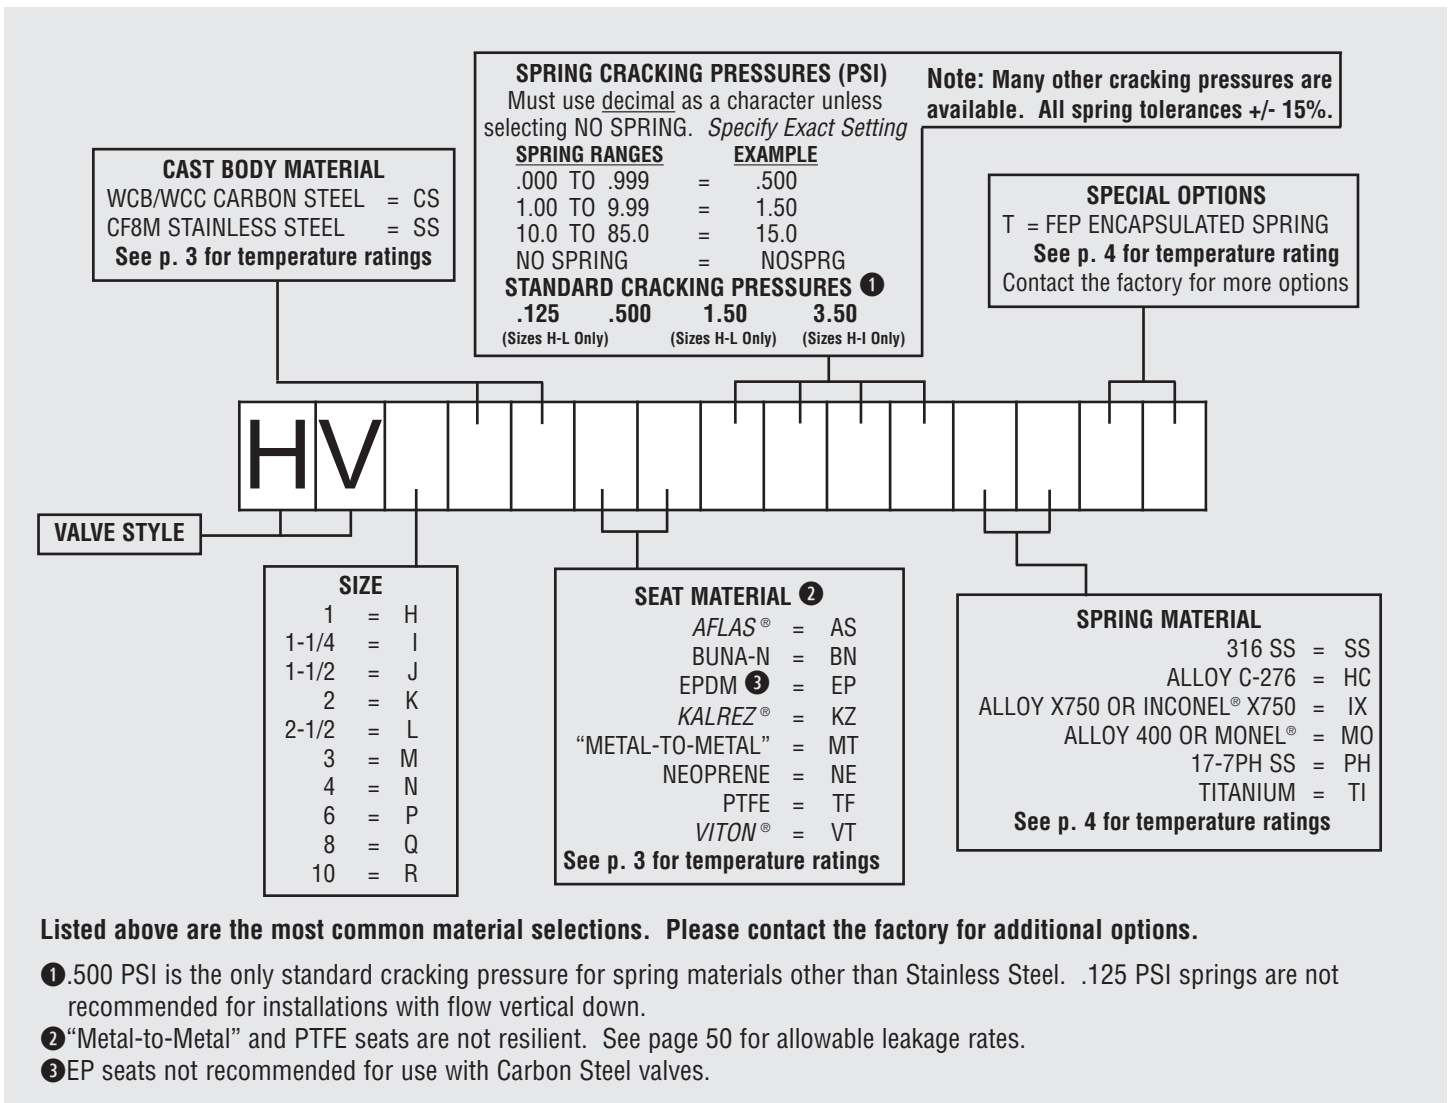 SPRING CRACKING PRESSURES (PSI)
Must use decimal as a character unless
selecting NO SPRING. Specify Exact Setting
SPRING RANGES EXAMPLE
.000 TO .999 = .500
1.00 TO 9.99 = 1.50
10.0 TO 85.0 = 15.0
NO SPRING = NOSPRG
STANDARD CRACKING PRESSURES ❶
.125 .500 1.50 3.50
(Sizes H-L Only) (Sizes H-L Only) (Sizes H-I Only)
Note: Many other cracking pressures are
available. All spring tolerances +/- 15%.
CAST BODY MATERIAL
WCB/WCC CARBON STEEL = CS
CF8M STAINLESS STEEL = SS
See p. 3 for temperature ratings
SPECIAL OPTIONS
T = FEP ENCAPSULATED SPRING
See p. 4 for temperature rating
Contact the factory for more options
HV
VALVE STYLE
SIZE
1 = H
1-1/4 = I
1-1/2 = J
2 = K
2-1/2 = L
3 = M
4 = N
6 = P
8 = Q
10 = R
SEAT MATERIAL ❷
AFLAS ® = AS
BUNA-N = BN
EPDM ❸ = EP
KALREZ ® = KZ
“METAL-TO-METAL” = MT
NEOPRENE = NE
PTFE = TF
VITON ® = VT
See p. 3 for temperature ratings
SPRING MATERIAL
316 SS = SS
ALLOY C-276 = HC
ALLOY X750 OR INCONEL® X750 = IX
ALLOY 400 OR MONEL® = MO
17-7PH SS = PH
TITANIUM = TI
See p. 4 for temperature ratings
Listed above are the most common material selections. Please contact the factory for additional options.
❶.500 PSI is the only standard cracking pressure for spring materials other than Stainless Steel. .125 PSI springs are not
recommended for installations with flow vertical down.
❷“Metal-to-Metal” and PTFE seats are not resilient. See page 50 for allowable leakage rates.
❸EP seats not recommended for use with Carbon Steel valves.